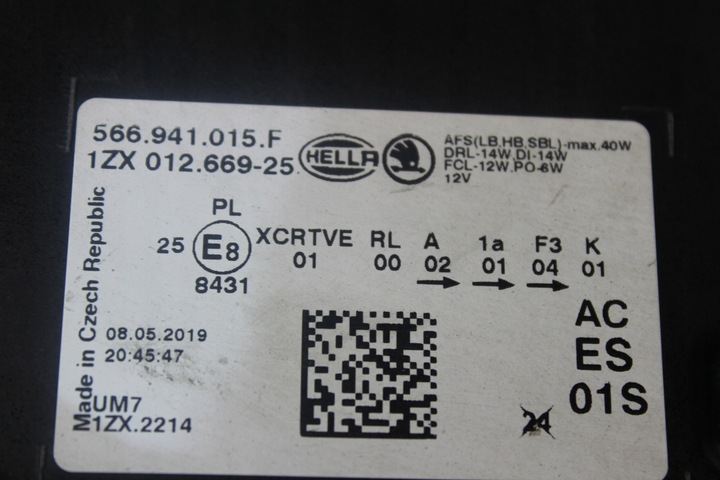 566.941.015.F
1ZX 012.669-25
HELLA
AFS(LB,HB,SBL)-max.40W
DRL-14W,DI-14W
FCL-12W,PO-6W
12V
PL
25 E8 XCRTVE RL A 1a F3 K
01 00 02 01 04 01
8431
Made in Czech Republic
08.05.2019
20:45:47
UM7
1ZX.2214
AC
ES
01S
24